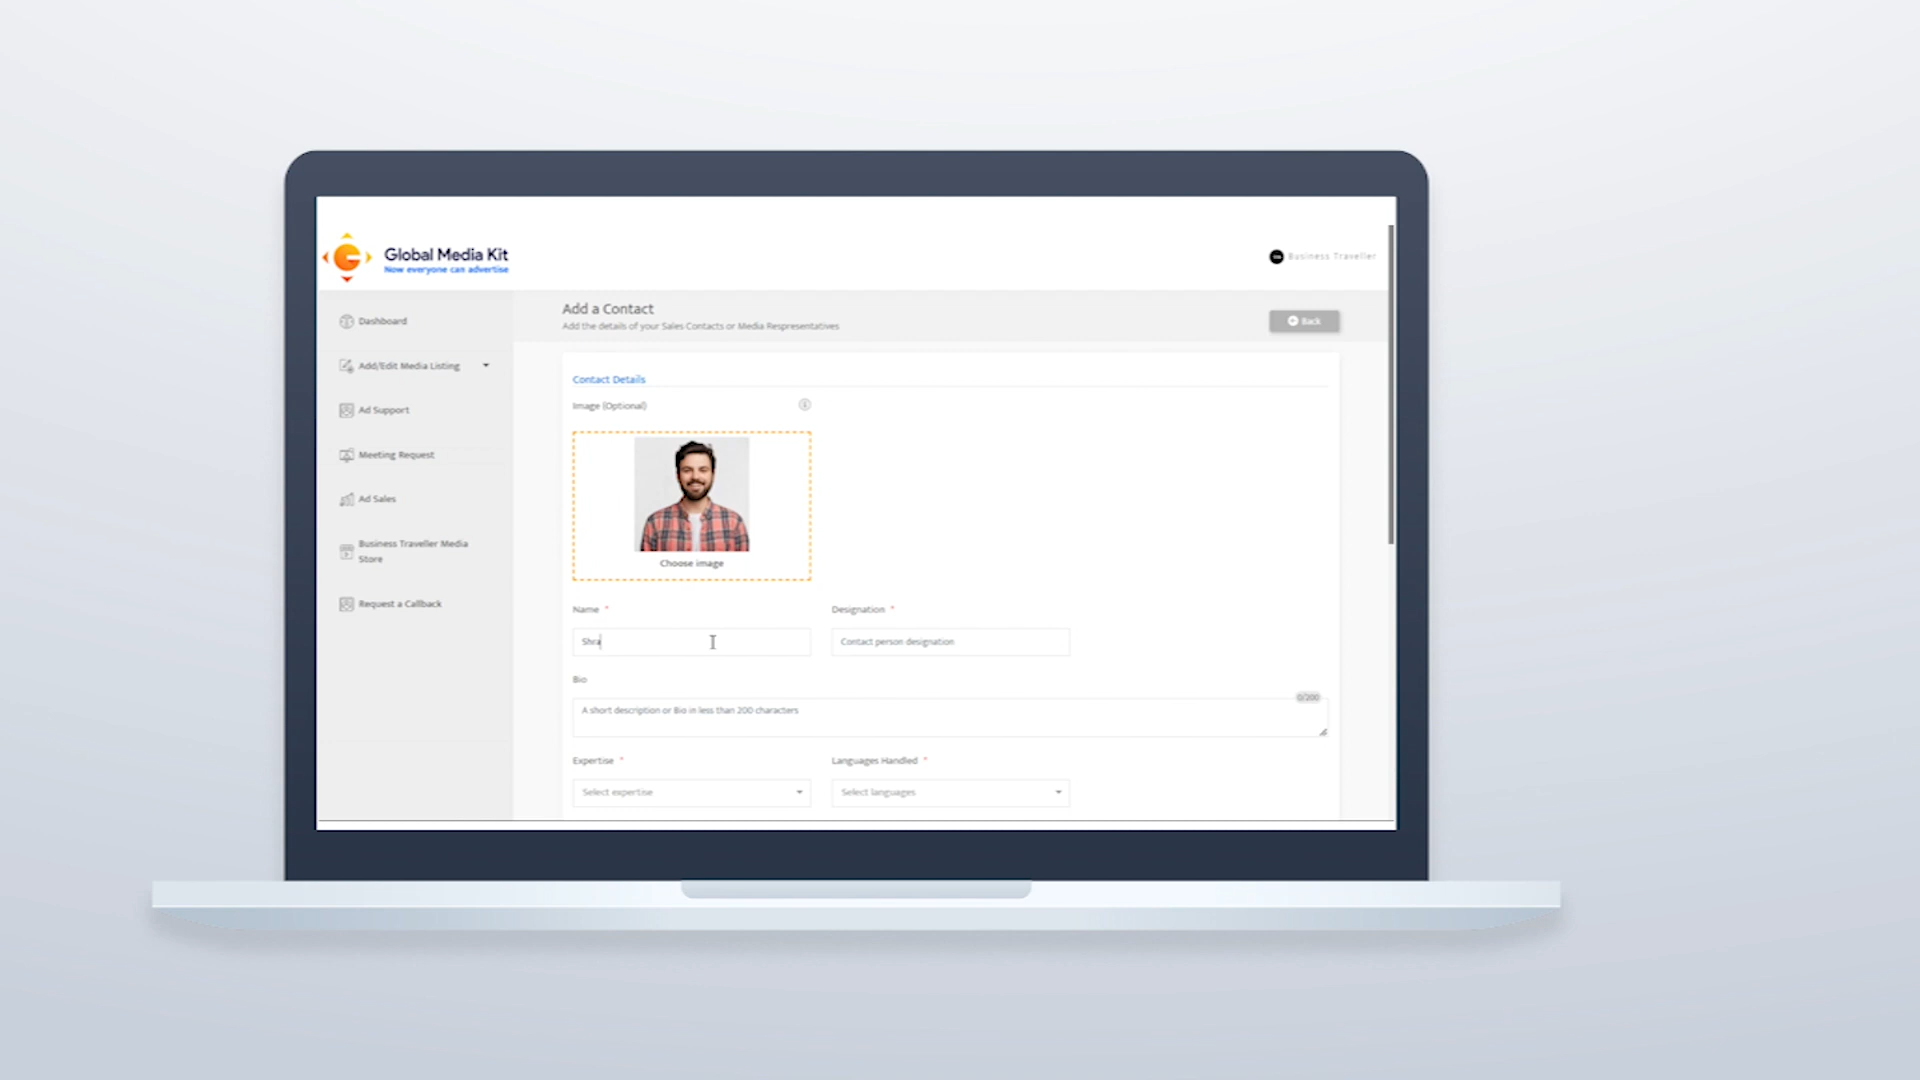 Global Media Kit
Now everyone can advertise
Business Traveller
Dashboard
Add/Edit Media Listing
Ad Support
Meeting Request
Ad Sales
Business Traveller Media
Store
Request a Callback
Add a Contact
Add the details of your Sales Contacts or Media Respresentatives
Back
Contact Details
Image (Optional)
Choose image
Name *
Designation *
Shra
Contact person designation
Bio
0/200
A short description or Bio in less than 200 characters
Expertise *
Languages Handled *
Select expertise
Select languages